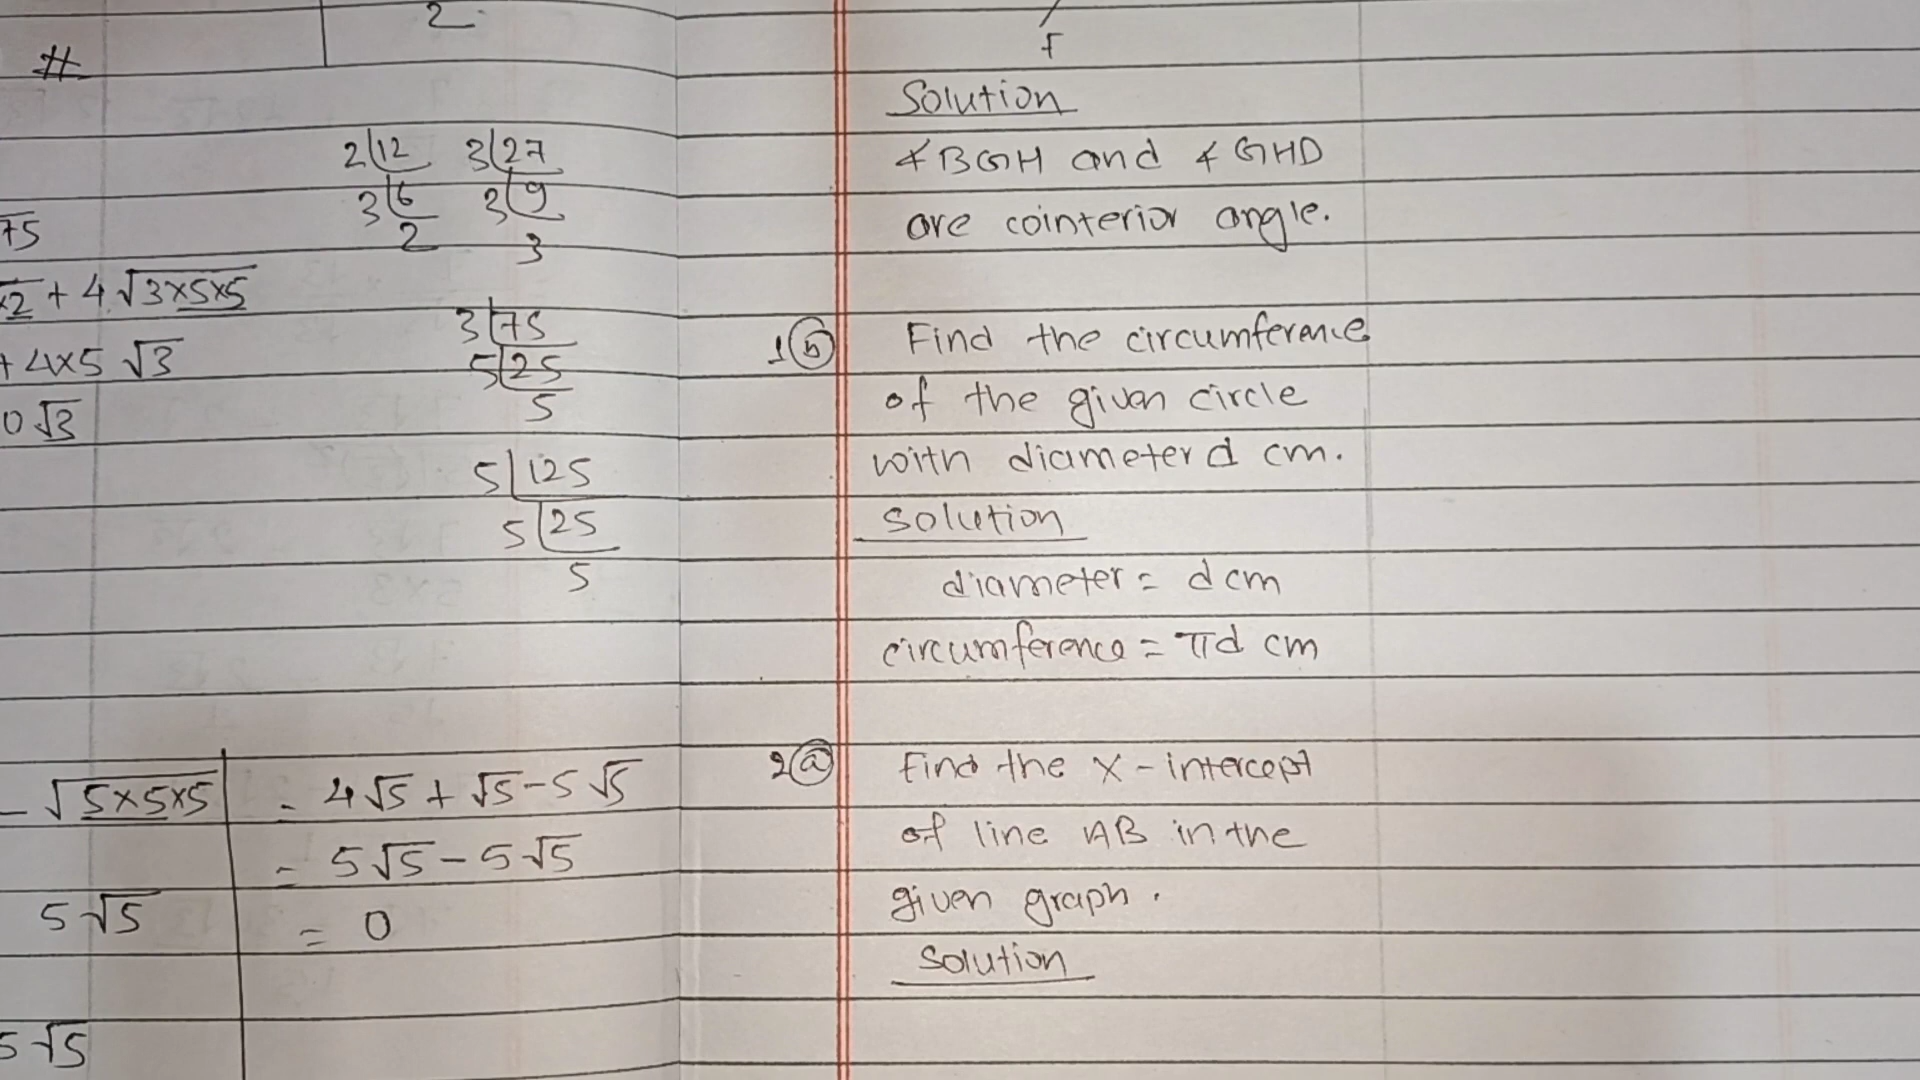 2
#
2 12 3 27
3 6 3 9
2 3
75
×2 + 4√3×5×5
+ 4×5 √3
0√3
3 75
5 25
5
5 125
5 25
5
- √5×5×5 = 4√5 + √5 - 5√5
= 5√5 - 5√5
5√5 = 0
5√5
F
Solution
∡BGH and ∡GHD
are cointerior angle.
1(b) Find the circumference
of the given circle
with diameter d cm.
Solution
diameter = d cm
circumference = πd cm
2(a) Find the X-intercept
of line AB in the
given graph.
Solution